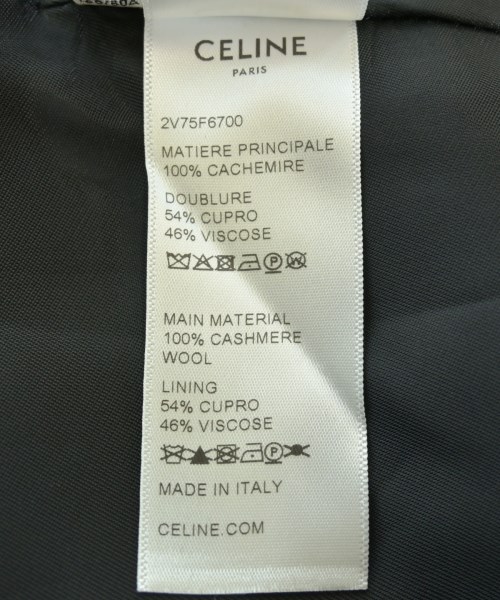 CELINE
PARIS
2V75F6700
MATIERE PRINCIPALE
100% CACHEMIRE
DOUBLURE
54% CUPRO
46% VISCOSE
MAIN MATERIAL
100% CASHMERE
WOOL
LINING
54% CUPRO
46% VISCOSE
MADE IN ITALY
CELINE.COM